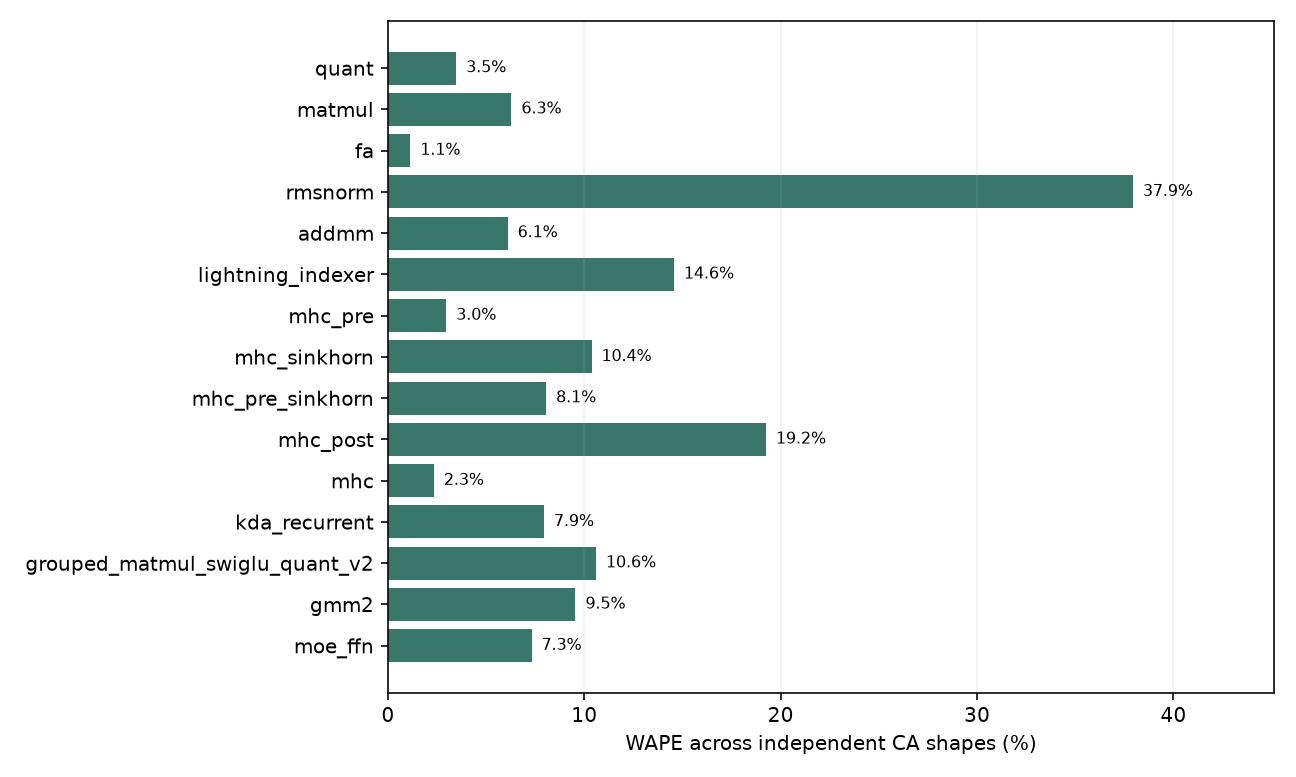 quant 3.5%
matmul 6.3%
fa 1.1%
rmsnorm 37.9%
addmm 6.1%
lightning_indexer 14.6%
mhc_pre 3.0%
mhc_sinkhorn 10.4%
mhc_pre_sinkhorn 8.1%
mhc_post 19.2%
mhc 2.3%
kda_recurrent 7.9%
grouped_matmul_swiglu_quant_v2 10.6%
gmm2 9.5%
moe_ffn 7.3%
0 10 20 30 40
WAPE across independent CA shapes (%)